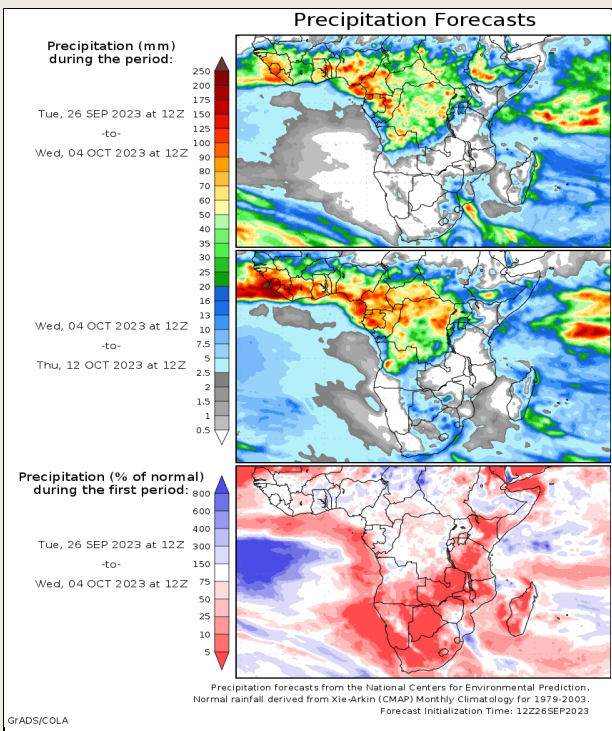 Precipitation Forecasts
Precipitation (mm)
during the period:
250
200
175
150
125
100
90
80
70
60
50
40
35
30
25
20
16
13
10
7.5
5
2.5
2
1.5
1
0.5
Tue, 26 SEP 2023 at 12Z
-to-
Wed, 04 OCT 2023 at 12Z
Wed, 04 OCT 2023 at 12Z
-to-
Thu, 12 OCT 2023 at 12Z
Precipitation (% of normal)
during the first period:
800
600
400
300
150
75
50
25
10
5
Tue, 26 SEP 2023 at 12Z
-to-
Wed, 04 OCT 2023 at 12Z
Precipitation forecasts from the National Centers for Environmental Prediction.
Normal rainfall derived from Xie-Arkin (CMAP) Monthly Climatology for 1979-2003.
Forecast Initialization Time: 12Z26SEP2023
GrADS/COLA